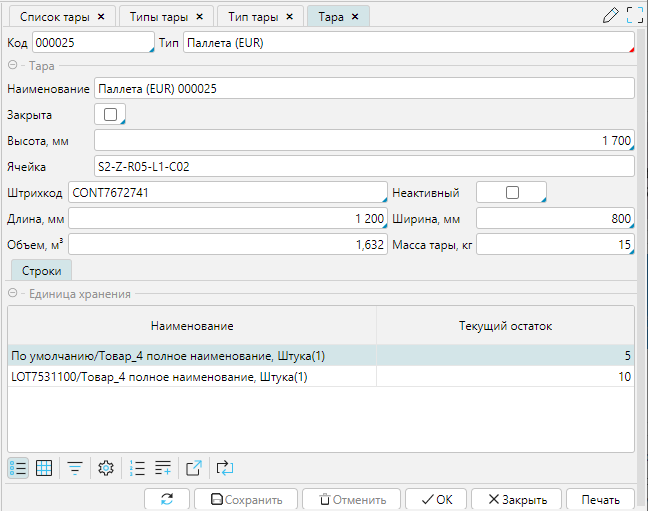 Список тары × Типы тары × Тип тары × Тара ×
Код 000025 Тип Паллета (EUR)
Тара
Наименование Паллета (EUR) 000025
Закрыта
Высота, мм 1 700
Ячейка S2-Z-R05-L1-C02
Штрихкод CONT7672741 Неактивный
Длина, мм 1 200 Ширина, мм 800
Объем, м³ 1,632 Масса тары, кг 15
Строки
Единица хранения
Наименование Текущий остаток
По умолчанию/Товар_4 полное наименование, Штука(1) 5
LOT7531100/Товар_4 полное наименование, Штука(1) 10
Сохранить Отменить OK Закрыть Печать